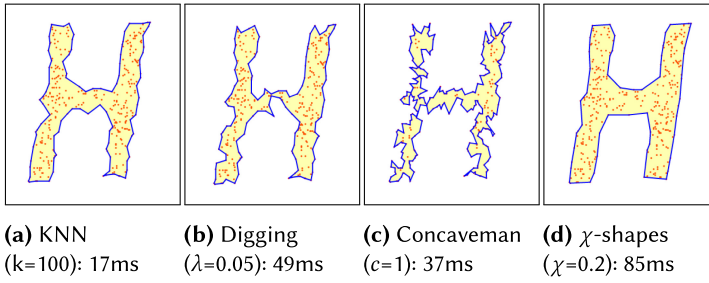 (a) KNN
(k=100): 17ms
(b) Digging
(λ=0.05): 49ms
(c) Concaveman
(c=1): 37ms
(d) χ-shapes
(χ=0.2): 85ms